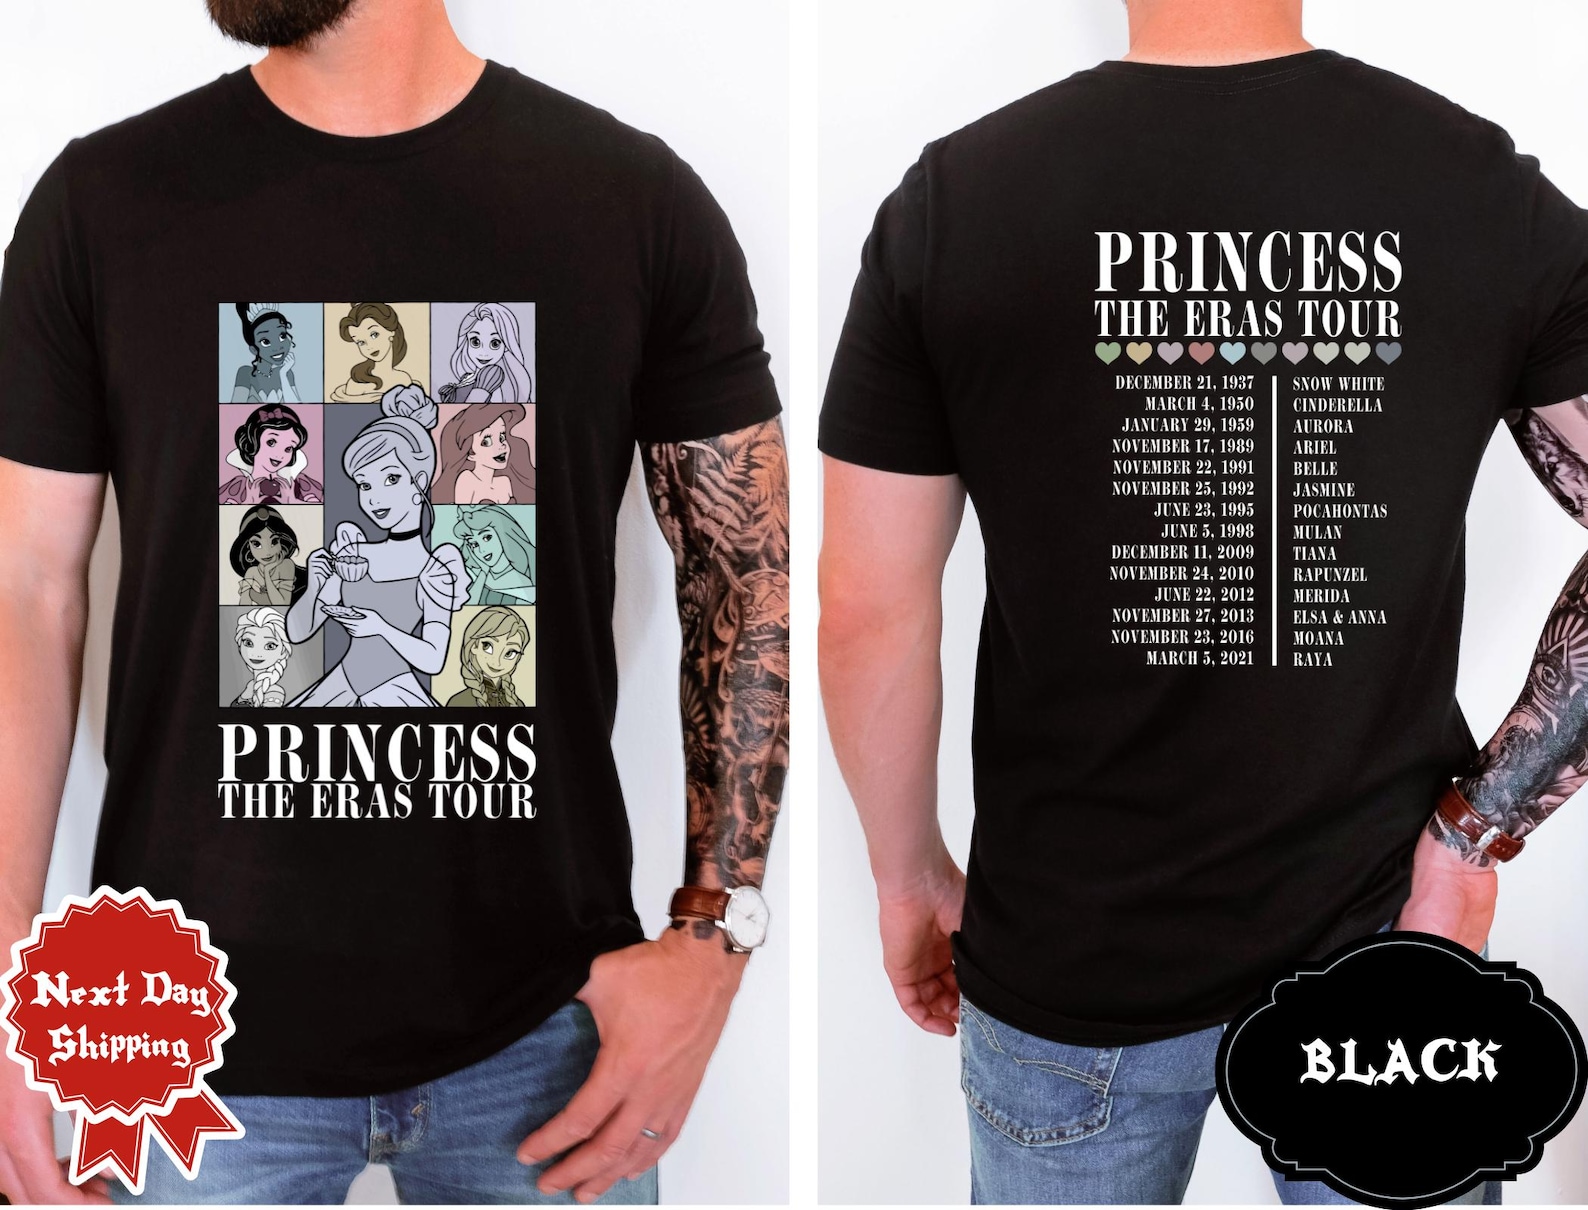 PRINCESS
THE ERAS TOUR
Next Day
Shipping
PRINCESS
THE ERAS TOUR
DECEMBER 21, 1937 SNOW WHITE
MARCH 4, 1950 CINDERELLA
JANUARY 29, 1959 AURORA
NOVEMBER 17, 1989 ARIEL
NOVEMBER 22, 1991 BELLE
NOVEMBER 25, 1992 JASMINE
JUNE 23, 1995 POCAHONTAS
JUNE 5, 1998 MULAN
DECEMBER 11, 2009 TIANA
NOVEMBER 24, 2010 RAPUNZEL
JUNE 22, 2012 MERIDA
NOVEMBER 27, 2013 ELSA & ANNA
NOVEMBER 23, 2016 MOANA
MARCH 5, 2021 RAYA
BLACK